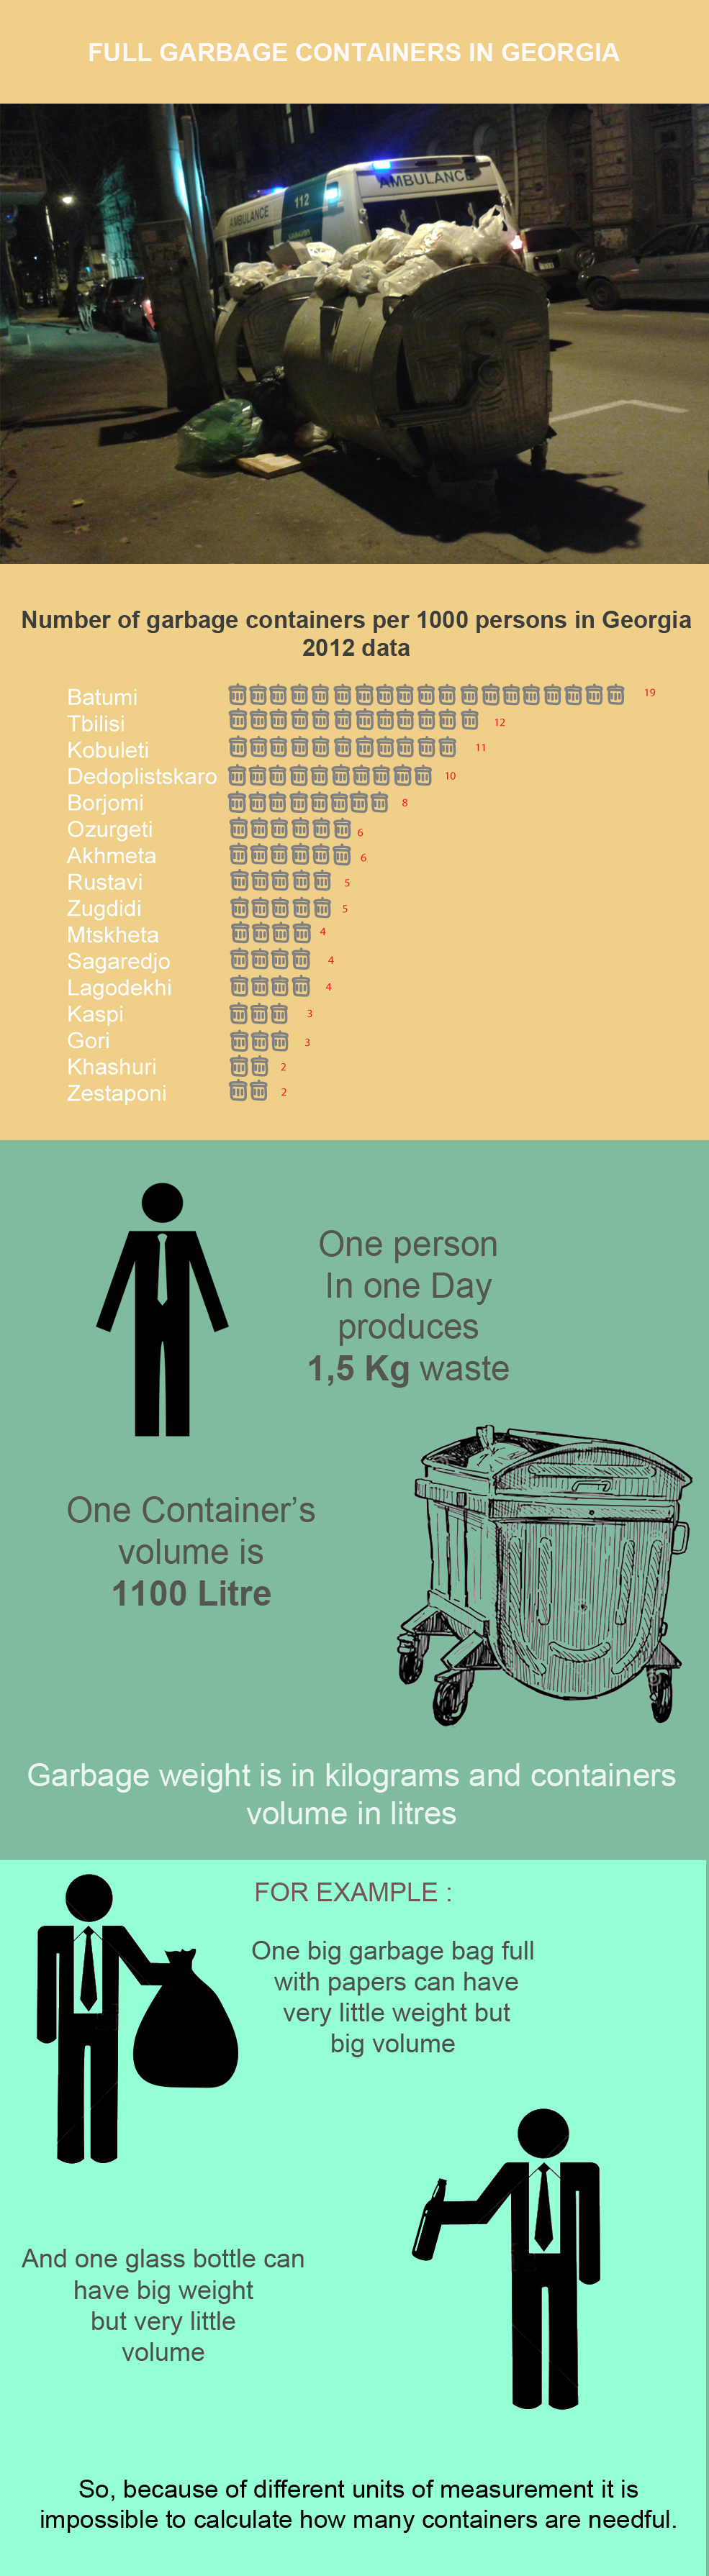 FULL GARBAGE CONTAINERS IN GEORGIA
AMBULANCE
112
AMBULANCE
Number of garbage containers per 1000 persons in Georgia
2012 data
Batumi 19
Tbilisi 12
Kobuleti 11
Dedoplistskaro 10
Borjomi 8
Ozurgeti 6
Akhmeta 6
Rustavi 5
Zugdidi 5
Mtskheta 4
Sagaredjo 4
Lagodekhi 4
Kaspi 3
Gori 3
Khashuri 2
Zestaponi 2
One person
In one Day
produces
1,5 Kg waste
One Container’s
volume is
1100 Litre
Garbage weight is in kilograms and containers
volume in litres
FOR EXAMPLE :
One big garbage bag full
with papers can have
very little weight but
big volume
And one glass bottle can
have big weight
but very little
volume
So, because of different units of measurement it is
impossible to calculate how many containers are needful.